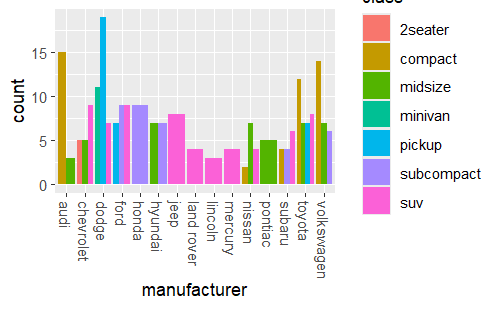 class
2seater
compact
midsize
minivan
pickup
subcompact
suv
count
15
10
5
0
audi
chevrolet
dodge
ford
honda
hyundai
jeep
land rover
lincoln
mercury
nissan
pontiac
subaru
toyota
volkswagen
manufacturer